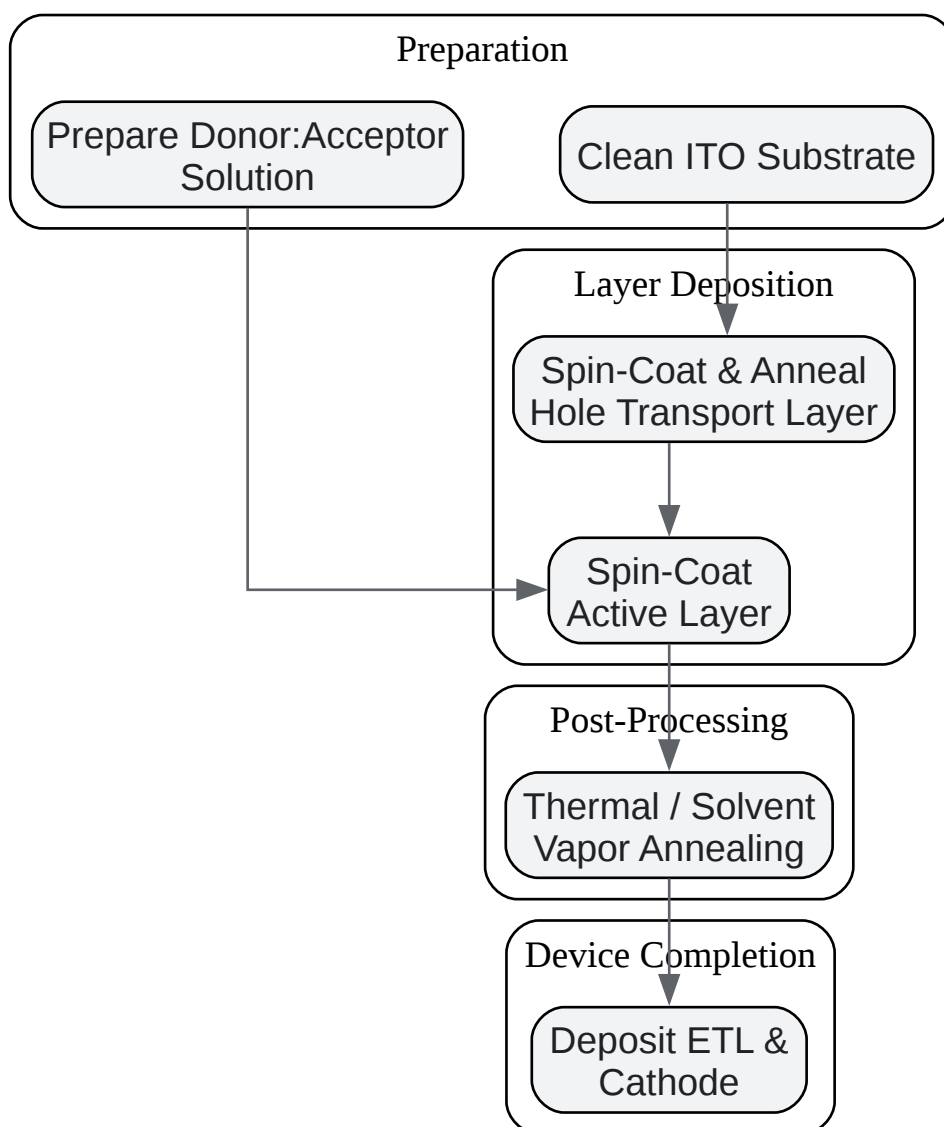 Preparation
Prepare Donor:Acceptor
Solution
Clean ITO Substrate
Layer Deposition
Spin-Coat & Anneal
Hole Transport Layer
Spin-Coat
Active Layer
Post-Processing
Thermal / Solvent
Vapor Annealing
Device Completion
Deposit ETL &
Cathode